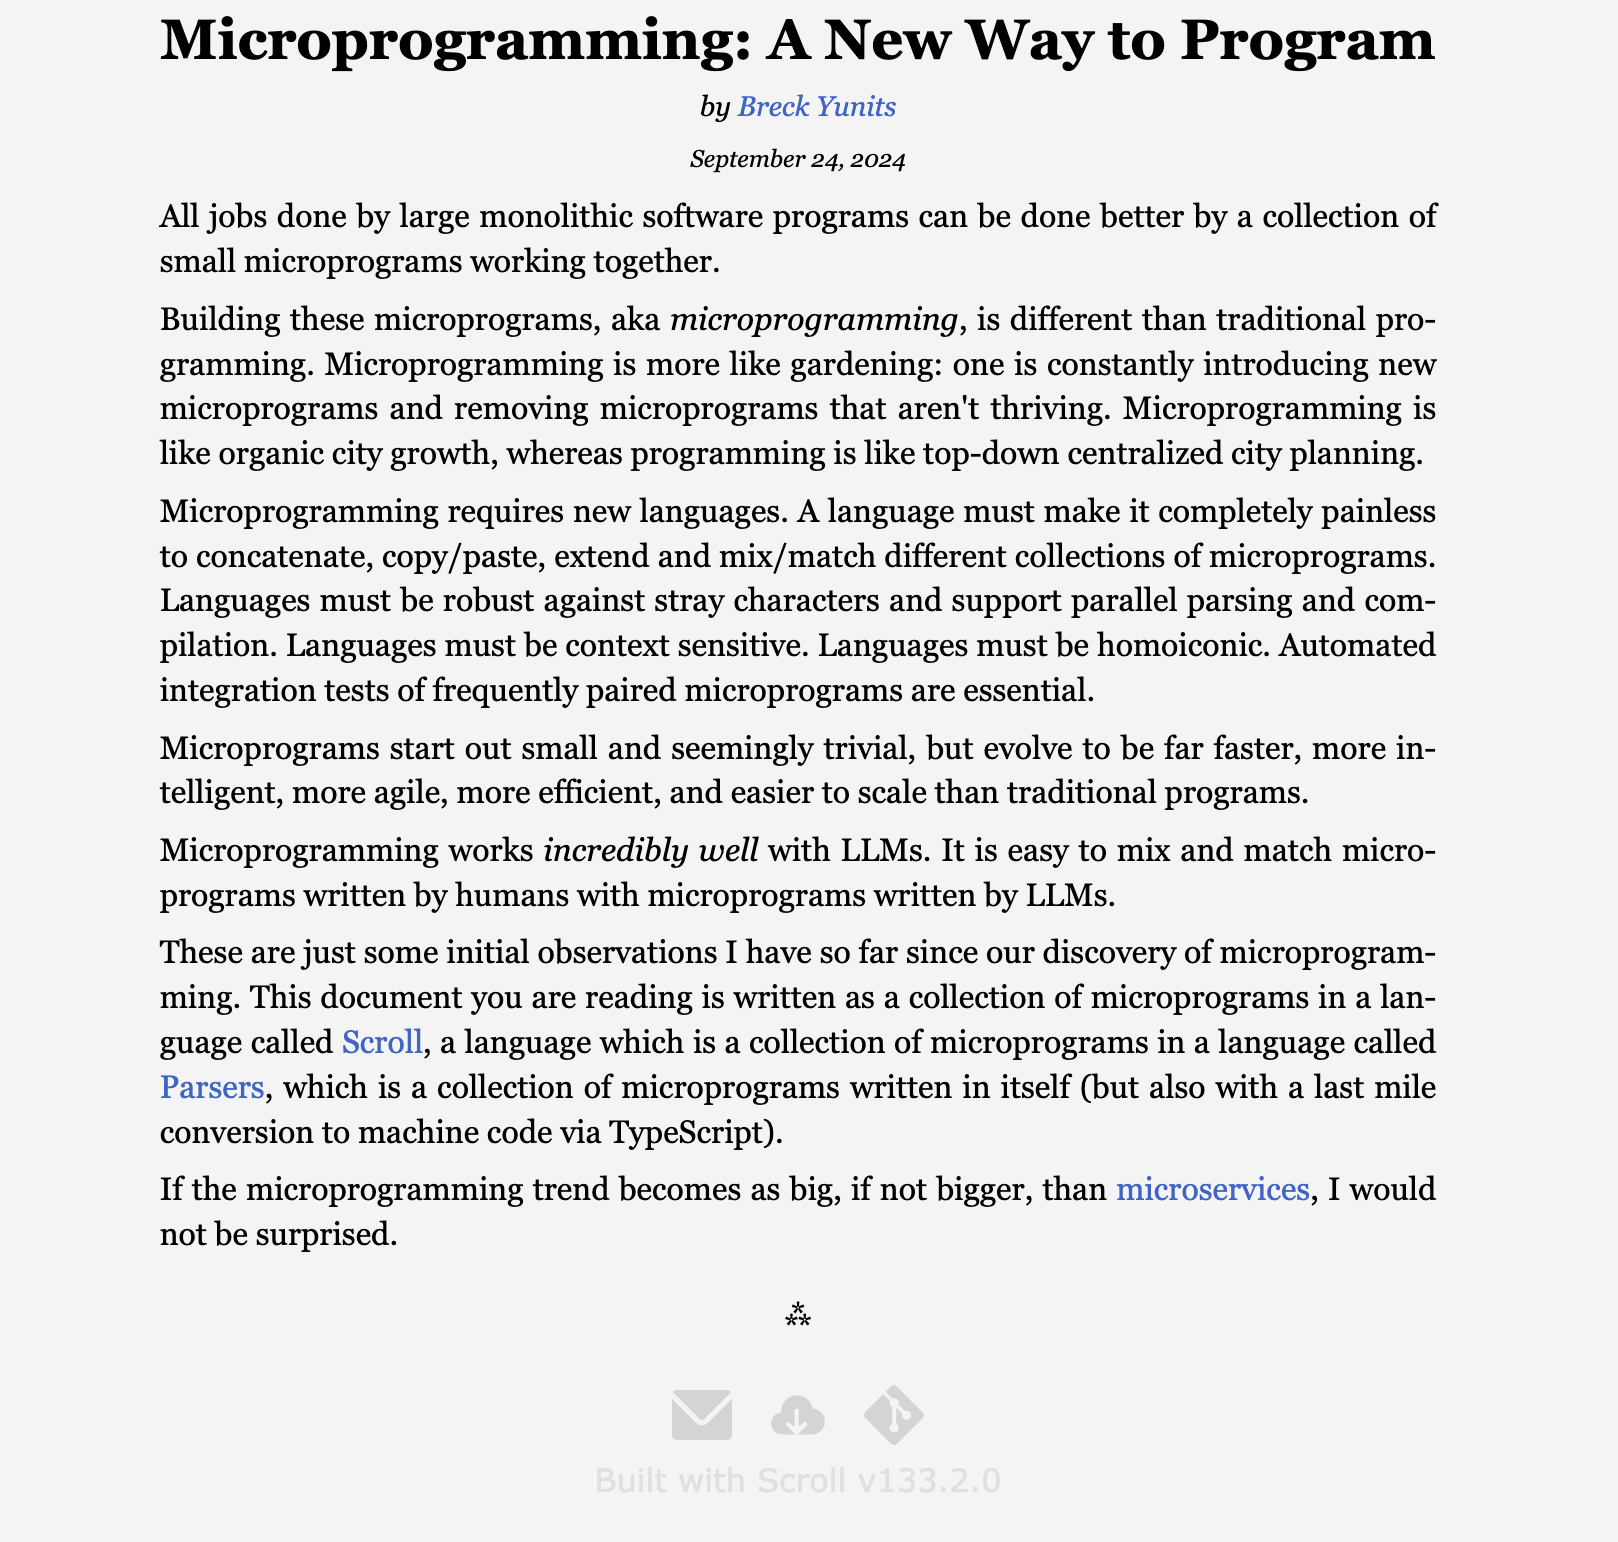 Microprogramming: A New Way to Program
by Breck Yunits
September 24, 2024
All jobs done by large monolithic software programs can be done better by a collection of
small microprograms working together.
Building these microprograms, aka microprogramming, is different than traditional pro-
gramming. Microprogramming is more like gardening: one is constantly introducing new
microprograms and removing microprograms that aren't thriving. Microprogramming is
like organic city growth, whereas programming is like top-down centralized city planning.
Microprogramming requires new languages. A language must make it completely painless
to concatenate, copy/paste, extend and mix/match different collections of microprograms.
Languages must be robust against stray characters and support parallel parsing and com-
pilation. Languages must be context sensitive. Languages must be homoiconic. Automated
integration tests of frequently paired microprograms are essential.
Microprograms start out small and seemingly trivial, but evolve to be far faster, more in-
telligent, more agile, more efficient, and easier to scale than traditional programs.
Microprogramming works incredibly well with LLMs. It is easy to mix and match micro-
programs written by humans with microprograms written by LLMs.
These are just some initial observations I have so far since our discovery of microprogram-
ming. This document you are reading is written as a collection of microprograms in a lan-
guage called Scroll, a language which is a collection of microprograms in a language called
Parsers, which is a collection of microprograms written in itself (but also with a last mile
conversion to machine code via TypeScript).
If the microprogramming trend becomes as big, if not bigger, than microservices, I would
not be surprised.
⁂
Built with Scroll v133.2.0